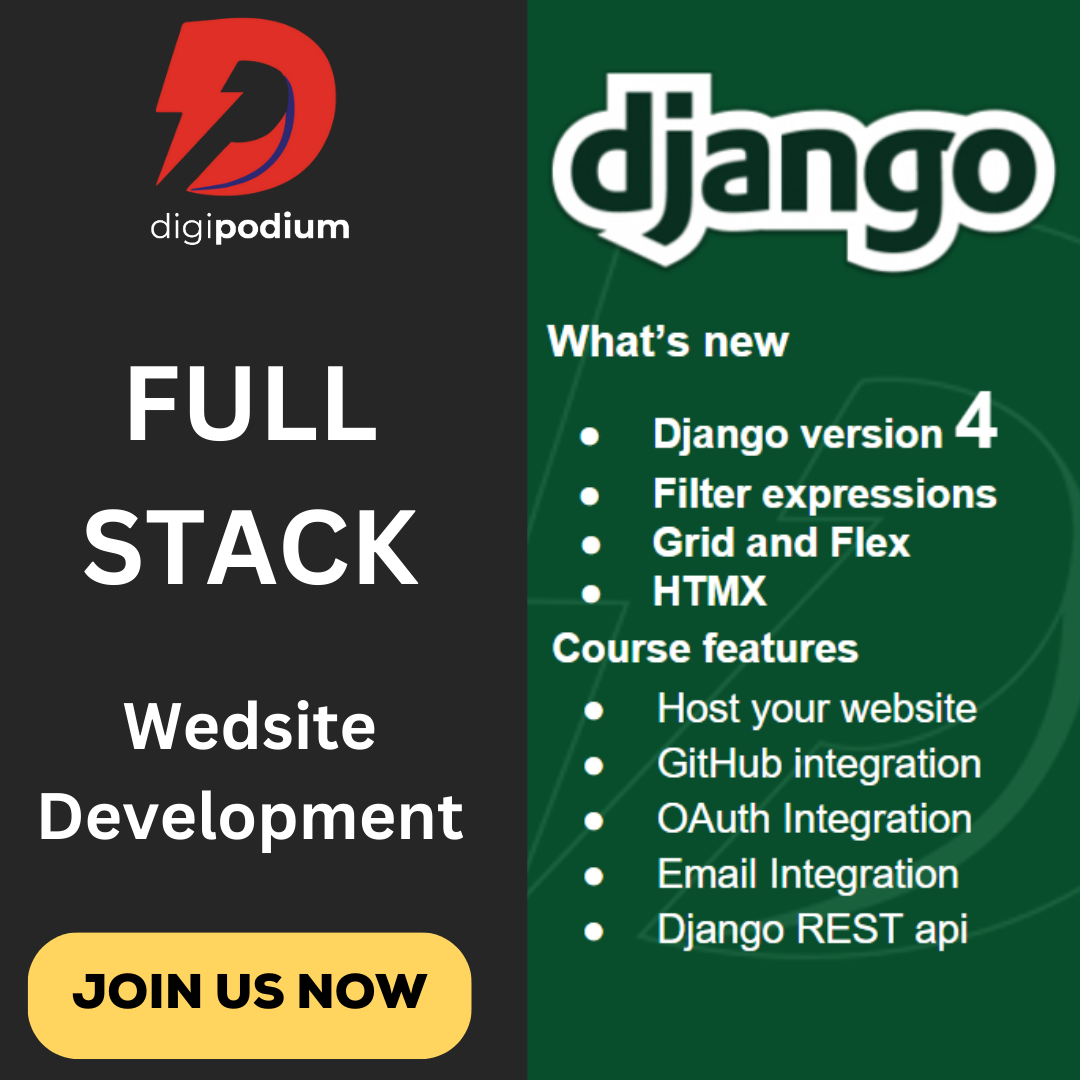 digipodium
FULL
STACK
Wedsite
Development
JOIN US NOW
django
What's new
● Django version 4
● Filter expressions
● Grid and Flex
● HTMX
Course features
● Host your website
● GitHub integration
● OAuth Integration
● Email Integration
● Django REST api